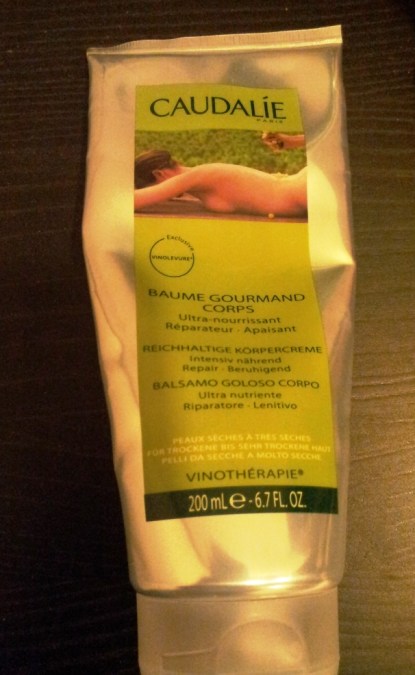 CAUDALÍE
PARIS
Exclusive
VINOLEVURE®
BAUME GOURMAND
CORPS
Ultra-nourrissant
Réparateur - Apaisant
REICHHALTIGE KÖRPERCREME
Intensiv nährend
Repair - Beruhigend
BALSAMO GOLOSO CORPO
Ultra nutriente
Riparatore - Lenitivo
PEAUX SÈCHES À TRÈS SÈCHES
FÜR TROCKENE BIS SEHR TROCKENE HAUT
PELLI DA SECCHE A MOLTO SECCHE
VINOTHÉRAPIE®
200 mL ℮ - 6.7 FL. OZ.